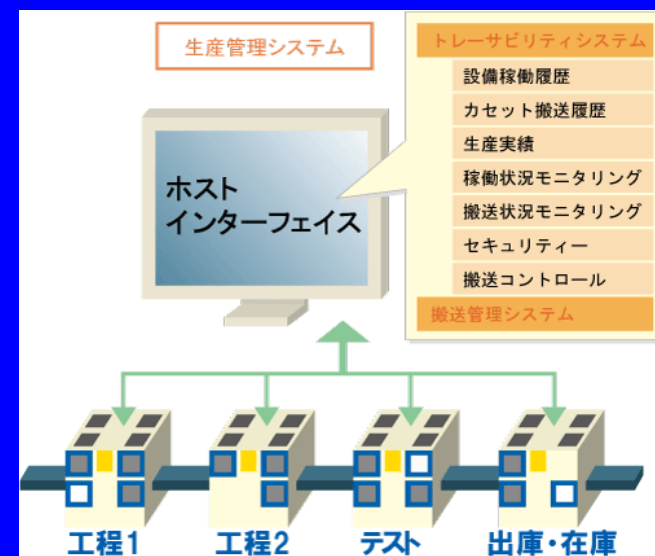 生産管理システム
トレーサビリティシステム
設備稼働履歴
カセット搬送履歴
生産実績
稼働状況モニタリング
搬送状況モニタリング
セキュリティー
搬送コントロール
搬送管理システム
ホスト
インターフェイス
工程1
工程2
テスト
出庫・在庫